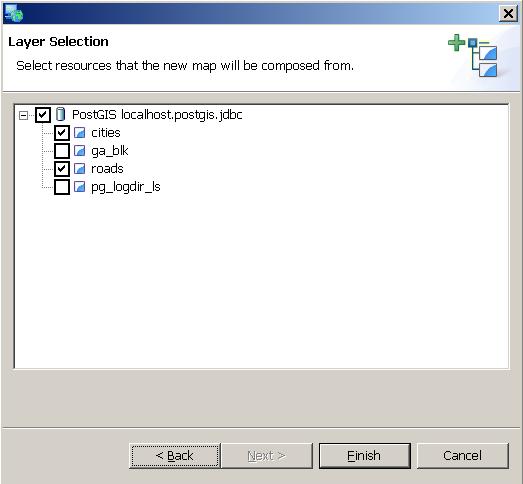 Layer Selection
Select resources that the new map will be composed from.
PostGIS localhost.postgis.jdbc
cities
ga_blk
roads
pg_logdir_ls
< Back
Next >
Finish
Cancel